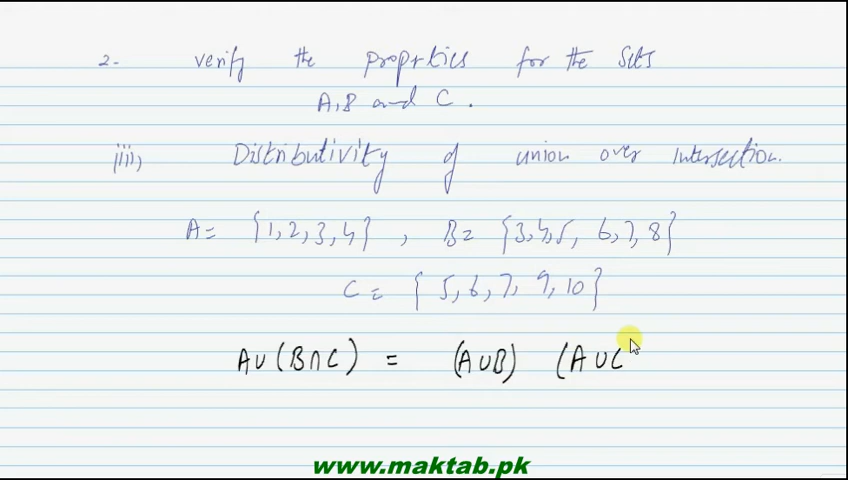 2- verify the proprties for the Sets
A,B and C .
(iii) Distributivity of union over intersection.
A= {1,2,3,4} , B= {3,4,5, 6,7,8}
C = { 5,6,7,9,10}
A∪(B∩C) = (A∪B) (A∪C
www.maktab.pk